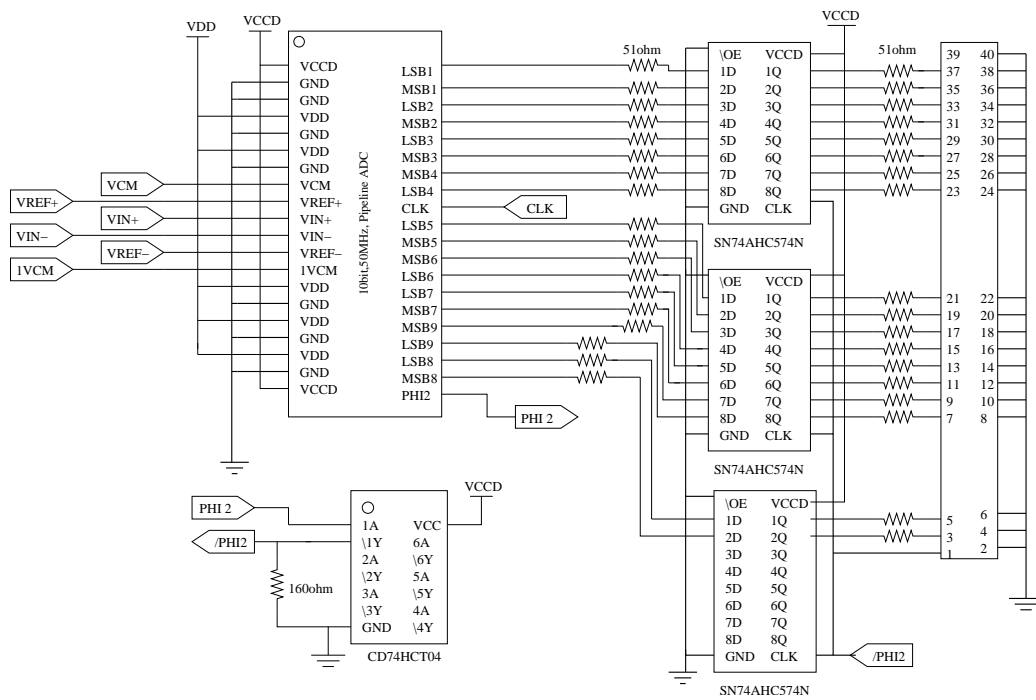 VDD
VCCD
VCCD
GND
GND
VDD
GND
VDD
GND
VCM
VREF+
VIN+
VIN−
VREF−
1VCM
VDD
GND
VDD
GND
VDD
GND
VCCD
10bit,50MHz, Pipeline ADC
LSB1
MSB1
LSB2
MSB2
LSB3
MSB3
MSB4
LSB4
CLK
LSB5
MSB5
MSB6
LSB6
LSB7
MSB7
MSB9
LSB9
LSB8
MSB8
PHI2
VCM
VREF+
VIN+
VIN−
VREF−
1VCM
CLK
PHI 2
51ohm
VCCD
51ohm
\OE VCCD
1D 1Q
2D 2Q
3D 3Q
4D 4Q
5D 5Q
6D 6Q
7D 7Q
8D 8Q
GND CLK
SN74AHC574N
\OE VCCD
1D 1Q
2D 2Q
3D 3Q
4D 4Q
5D 5Q
6D 6Q
7D 7Q
8D 8Q
GND CLK
SN74AHC574N
\OE VCCD
1D 1Q
2D 2Q
3D 3Q
4D 4Q
5D 5Q
6D 6Q
7D 7Q
8D 8Q
GND CLK
SN74AHC574N
/PHI2
39 40
37 38
35 36
33 34
31 32
29 30
27 28
25 26
23 24
21 22
19 20
17 18
15 16
13 14
11 12
9 10
7 8
5 6
3 4
1 2
PHI 2
/PHI2
160ohm
VCCD
1A VCC
\1Y 6A
2A \6Y
\2Y 5A
3A \5Y
\3Y 4A
GND \4Y
CD74HCT04